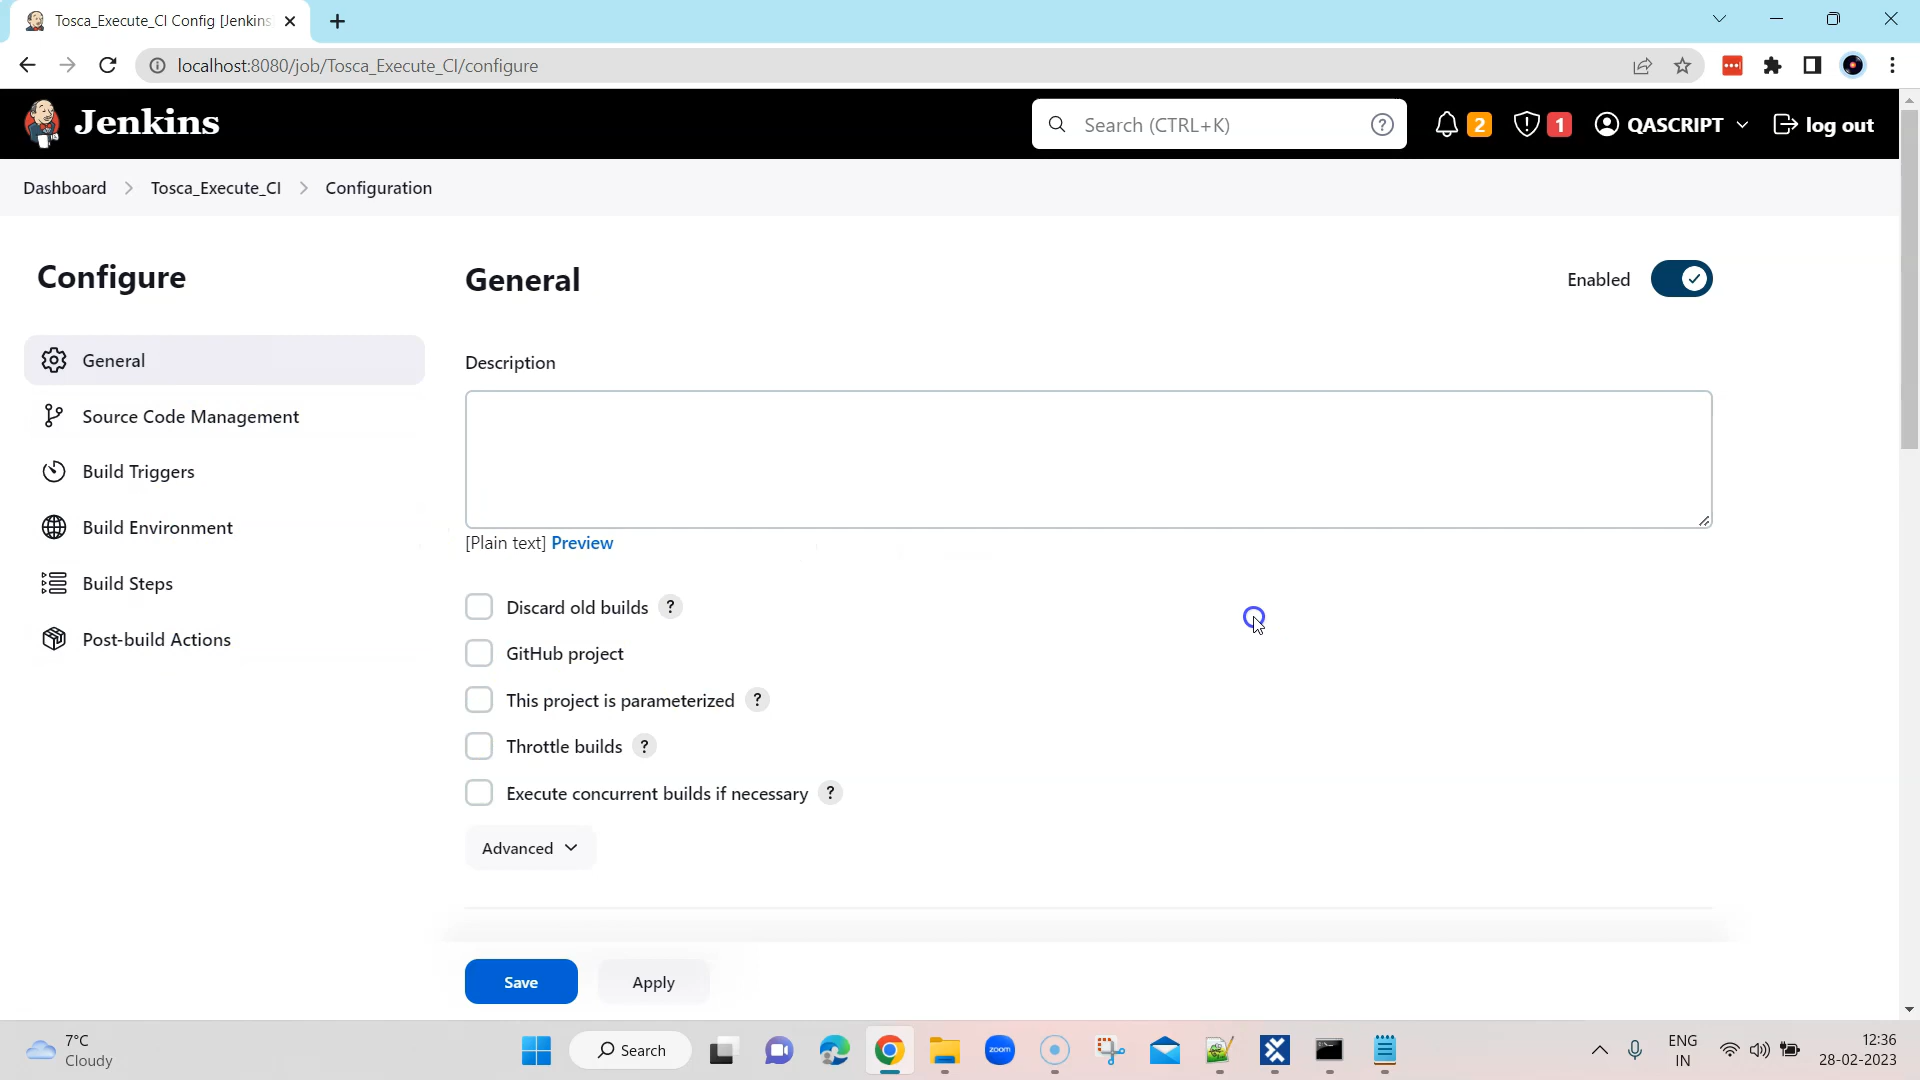 Tosca_Execute_CI Config [Jenkins
localhost:8080/job/Tosca_Execute_CI/configure
Jenkins
Search (CTRL+K)
?
2
1
QASCRIPT
log out
Dashboard > Tosca_Execute_CI > Configuration
Configure
General
Enabled
General
Source Code Management
Build Triggers
Build Environment
Build Steps
Post-build Actions
Description
[Plain text] Preview
Discard old builds ?
GitHub project
This project is parameterized ?
Throttle builds ?
Execute concurrent builds if necessary ?
Advanced
Save
Apply
7°C
Cloudy
Search
zoom
ENG
IN
12:36
28-02-2023